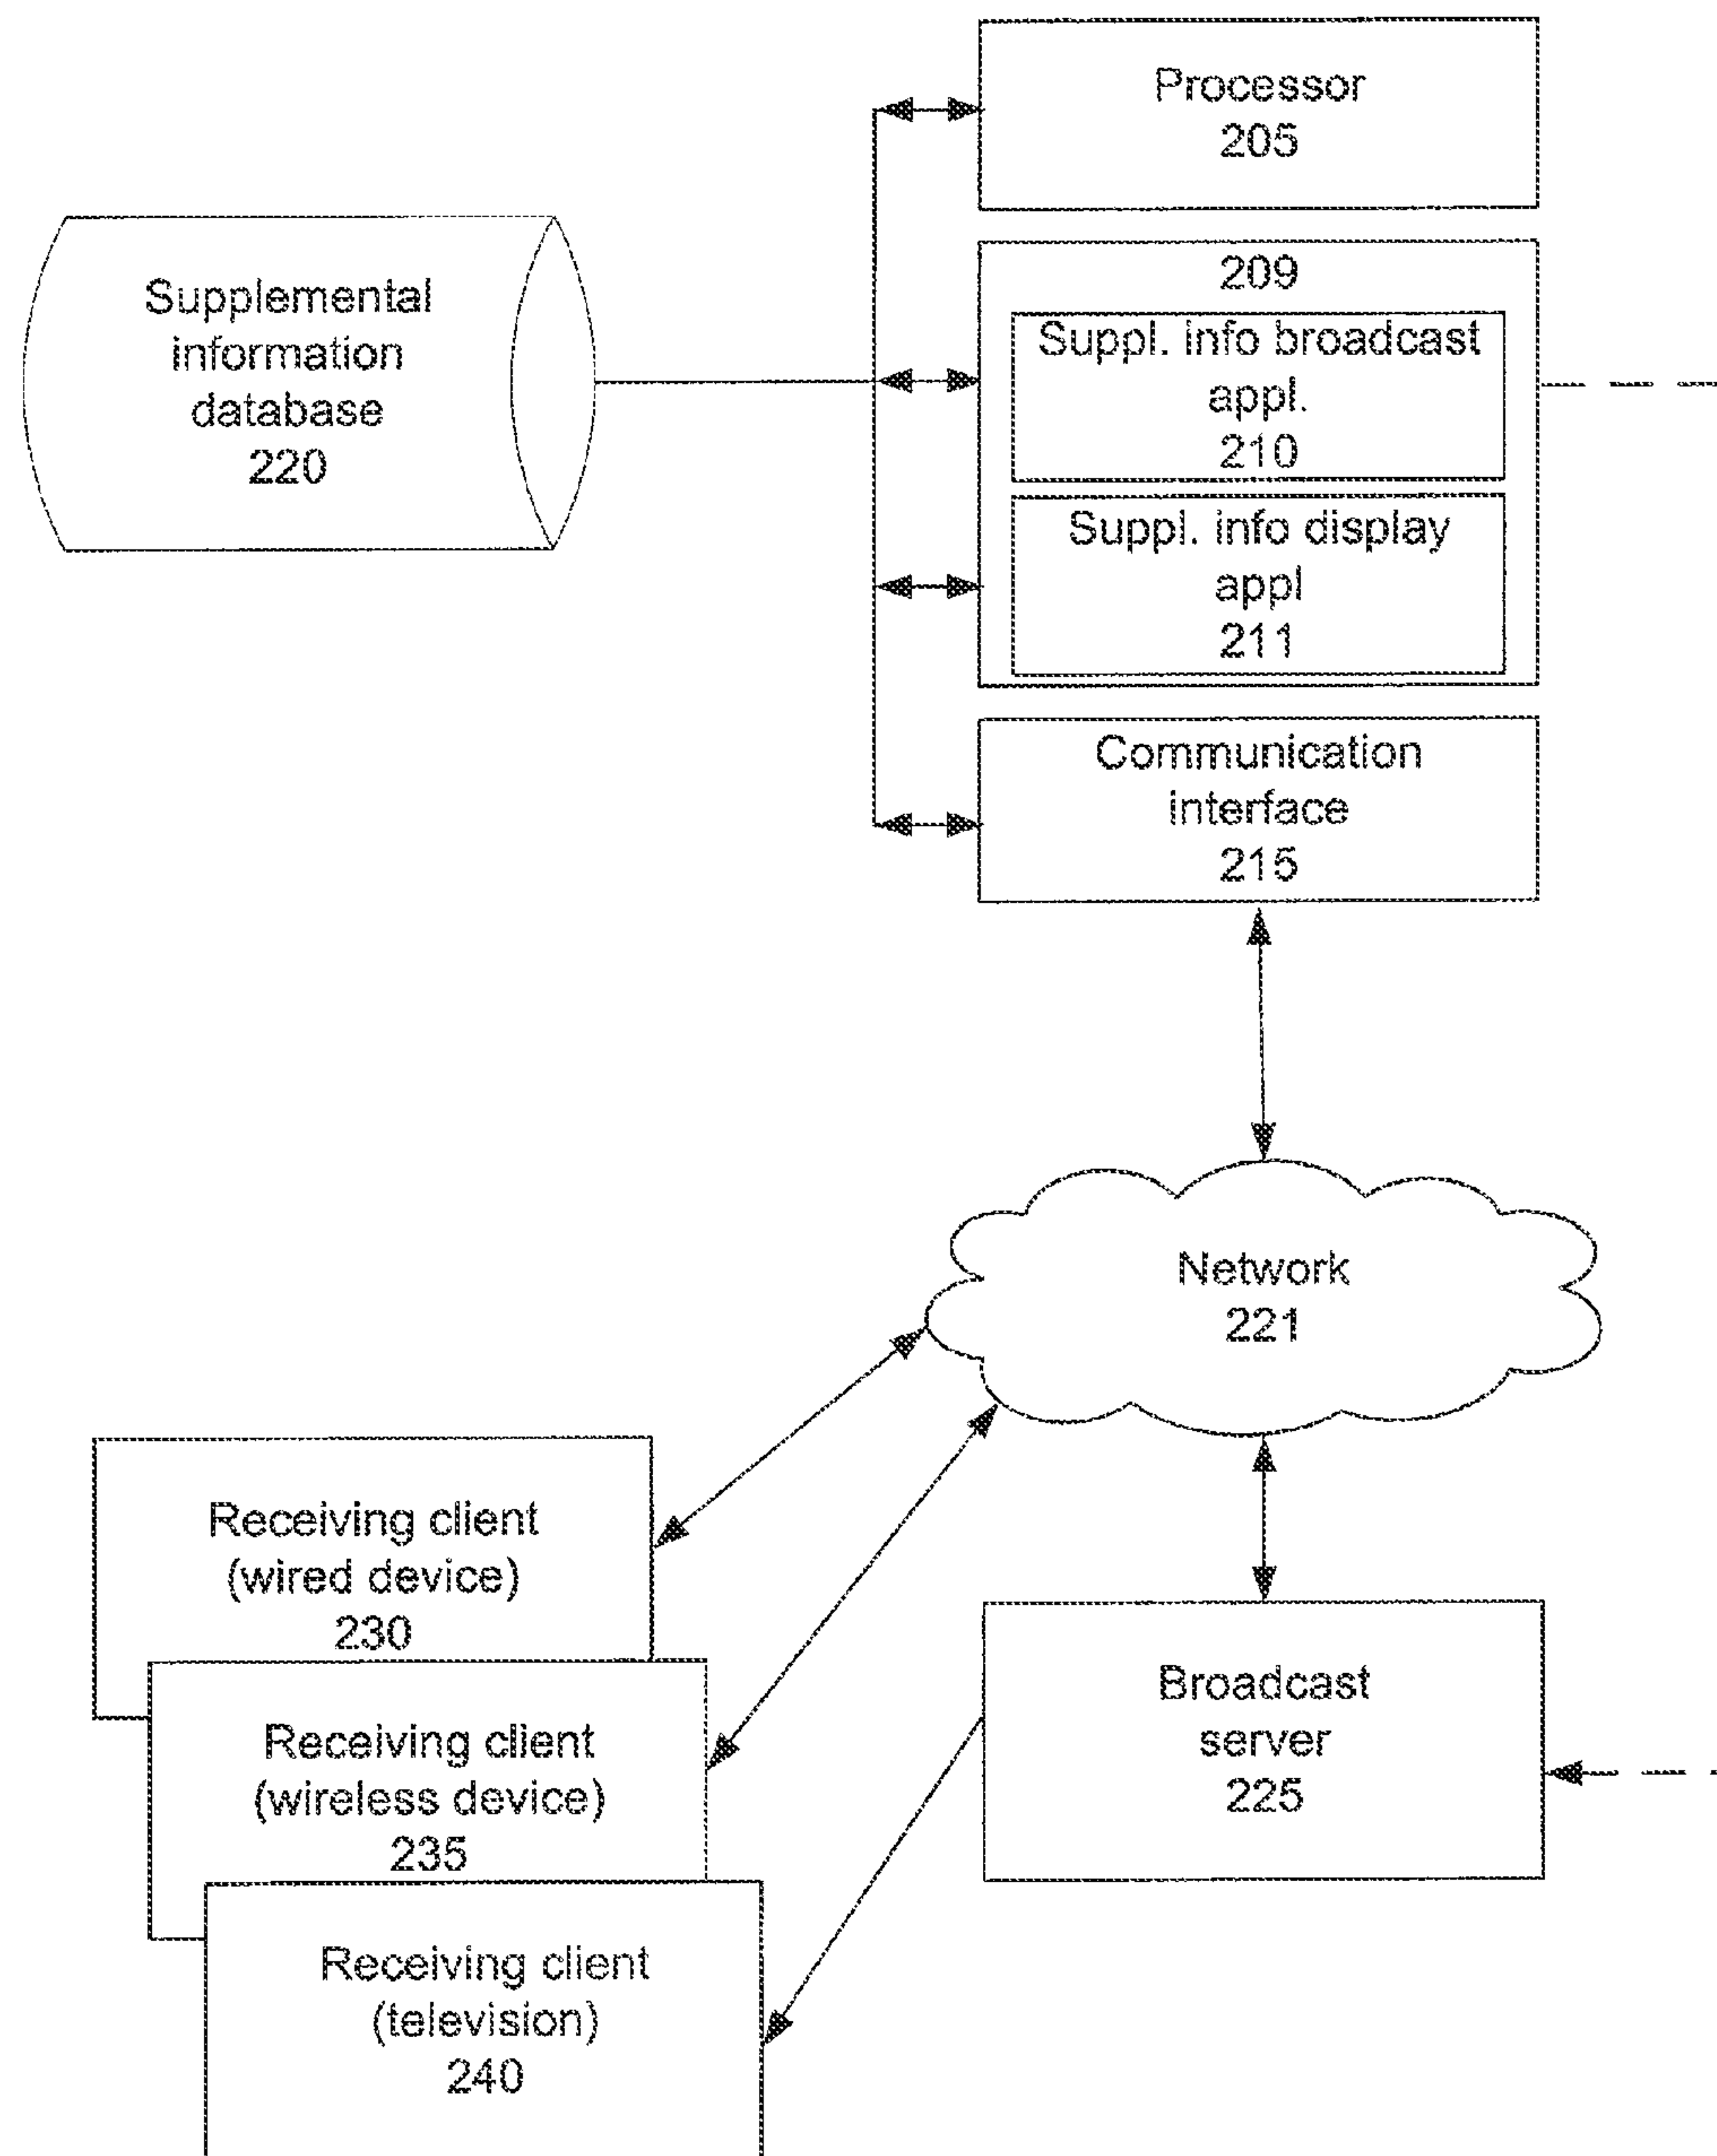 Processor
205
Supplemental
information
database
220
209
Suppl. info broadcast
appl.
210
Suppl. info display
appl
211
Communication
interface
215
Network
221
Receiving client
(wired device)
230
Receiving client
(wireless device)
235
Receiving client
(television)
240
Broadcast
server
225